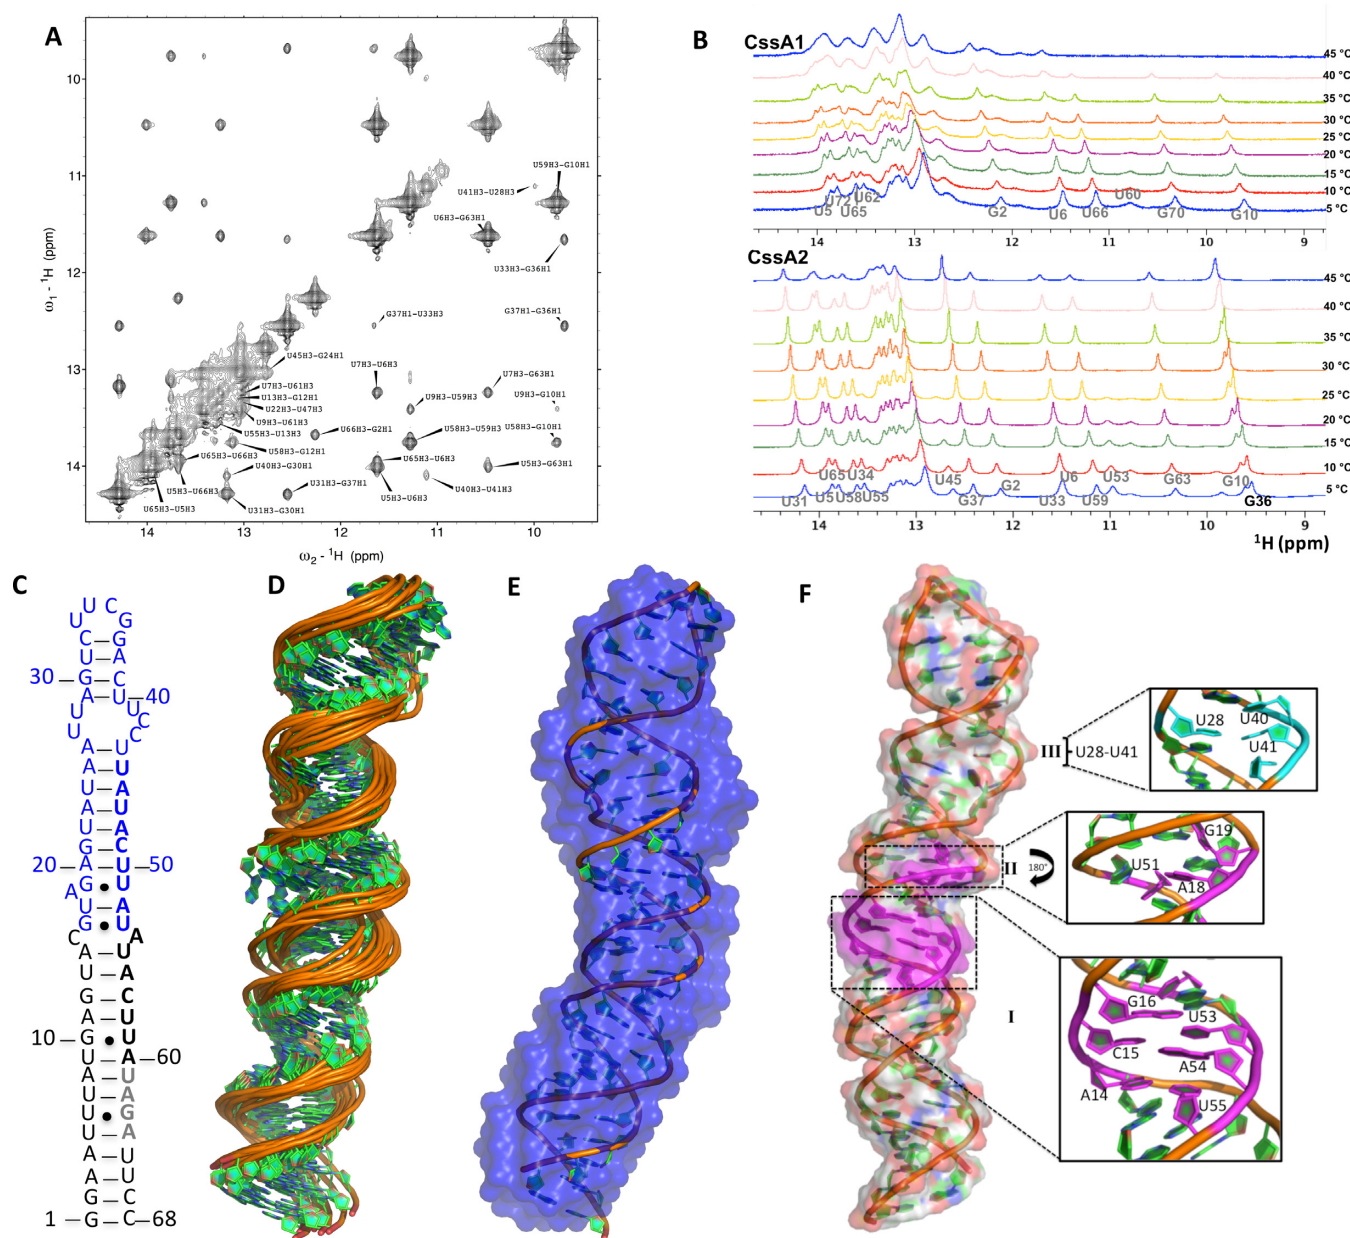 A
10
11
12
13
14
ω₁ - ¹H (ppm)
U59H3-G10H1
U41H3-U28H3
U6H3-G63H1
U33H3-G36H1
G37H1-U33H3
G37H1-G36H1
U45H3-G24H1
U7H3-U6H3
U7H3-G63H1
U7H3-U61H3
U13H3-G12H1
U9H3-U59H3
U9H3-G10H1
U22H3-U47H3
U9H3-U61H3
U55H3-U13H3
U66H3-G2H1
U58H3-U59H3
U58H3-G10H1
U65H3-U66H3
U58H3-G12H1
U65H3-U6H3
U5H3-G63H1
U40H3-G30H1
U31H3-G37H1
U40H3-U41H3
U5H3-U66H3
U5H3-U6H3
U65H3-U5H3
U31H3-G30H1
14 13 12 11 10
ω₂ - ¹H (ppm)
B
CssA1
45 °C
40 °C
35 °C
30 °C
25 °C
20 °C
15 °C
10 °C
5 °C
U5 U72 U65 U62 G2 U6 U66 U60 G70 G10
14 13 12 11 10 9
CssA2
45 °C
40 °C
35 °C
30 °C
25 °C
20 °C
15 °C
10 °C
5 °C
U65 U34 U45 G2 U6 U53 G63 G10
U31 U5 U58 U55 G37 U33 U59 G36
14 13 12 11 10 9
¹H (ppm)
C
U C
U G
C G
U A
30 G C
A U 40
U U
U C
A C
A U
U U
A A
U U
G A
A C
20 G U 50
A U
U A
G U
C A
A U
U A
G C
A U
10 G U
U A 60
A U
U A
U G
U A
A U
A U
G C
1 G C 68
D
E
F
III U28-U41
U28 U40
U41
II
180°
G19
U51
A18
I
G16
U53
C15
A54
A14
U55